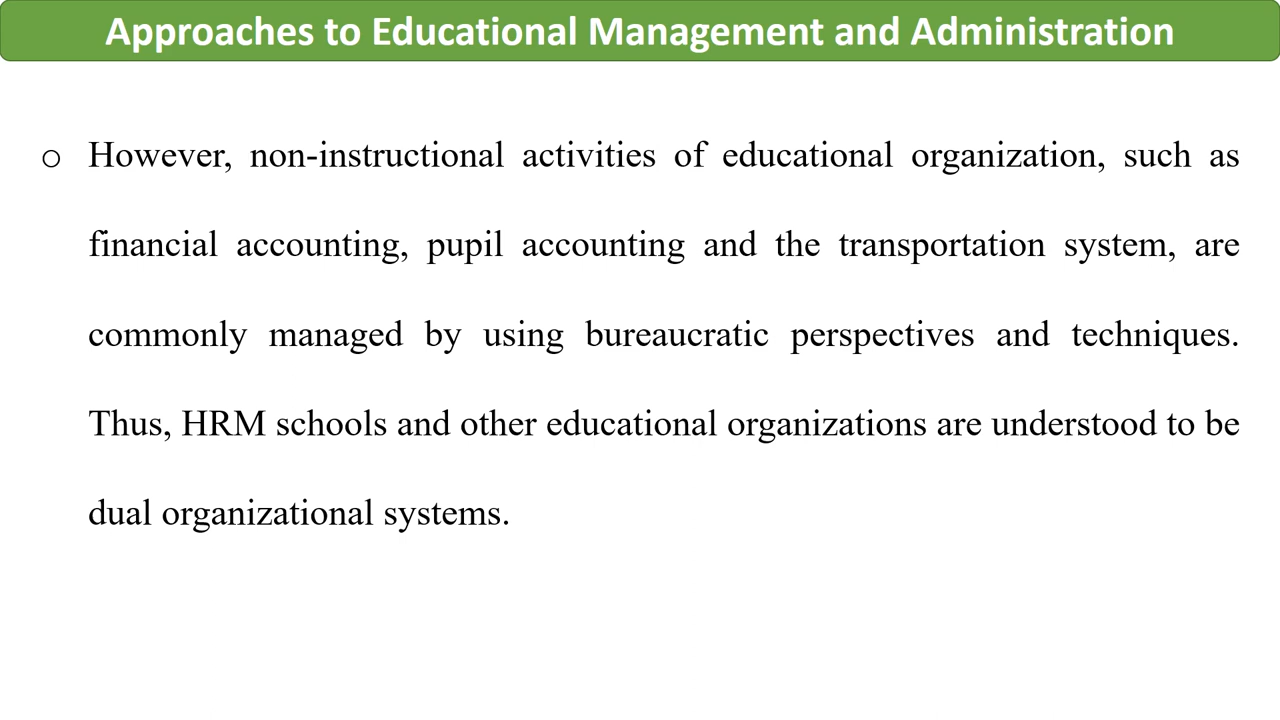 Approaches to Educational Management and Administration
o However, non-instructional activities of educational organization, such as
financial accounting, pupil accounting and the transportation system, are
commonly managed by using bureaucratic perspectives and techniques.
Thus, HRM schools and other educational organizations are understood to be
dual organizational systems.